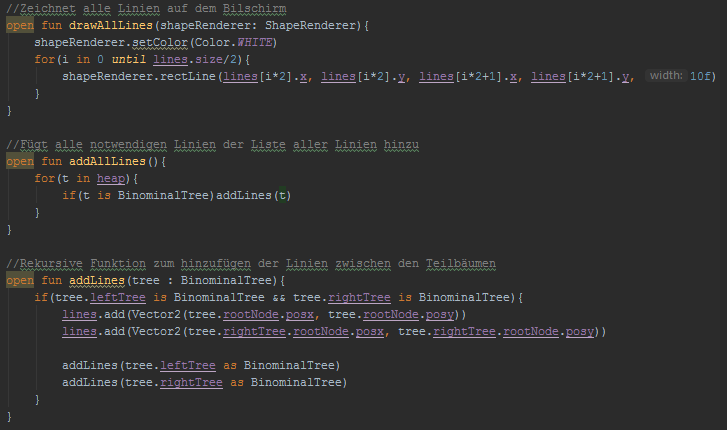 //Zeichnet alle Linien auf dem Bilschirm
open fun drawAllLines(shapeRenderer: ShapeRenderer){
    shapeRenderer.setColor(Color.WHITE)
    for(i in 0 until lines.size/2){
        shapeRenderer.rectLine(lines[i*2].x, lines[i*2].y, lines[i*2+1].x, lines[i*2+1].y, width: 10f)
    }
}

//Fügt alle notwendigen Linien der Liste aller Linien hinzu
open fun addAllLines(){
    for(t in heap){
        if(t is BinominalTree)addLines(t)
    }
}

//Rekursive Funktion zum hinzufügen der Linien zwischen den Teilbäumen
open fun addLines(tree : BinominalTree){
    if(tree.leftTree is BinominalTree && tree.rightTree is BinominalTree){
        lines.add(Vector2(tree.rootNode.posx, tree.rootNode.posy))
        lines.add(Vector2(tree.rightTree.rootNode.posx, tree.rightTree.rootNode.posy))

        addLines(tree.leftTree as BinominalTree)
        addLines(tree.rightTree as BinominalTree)
    }
}